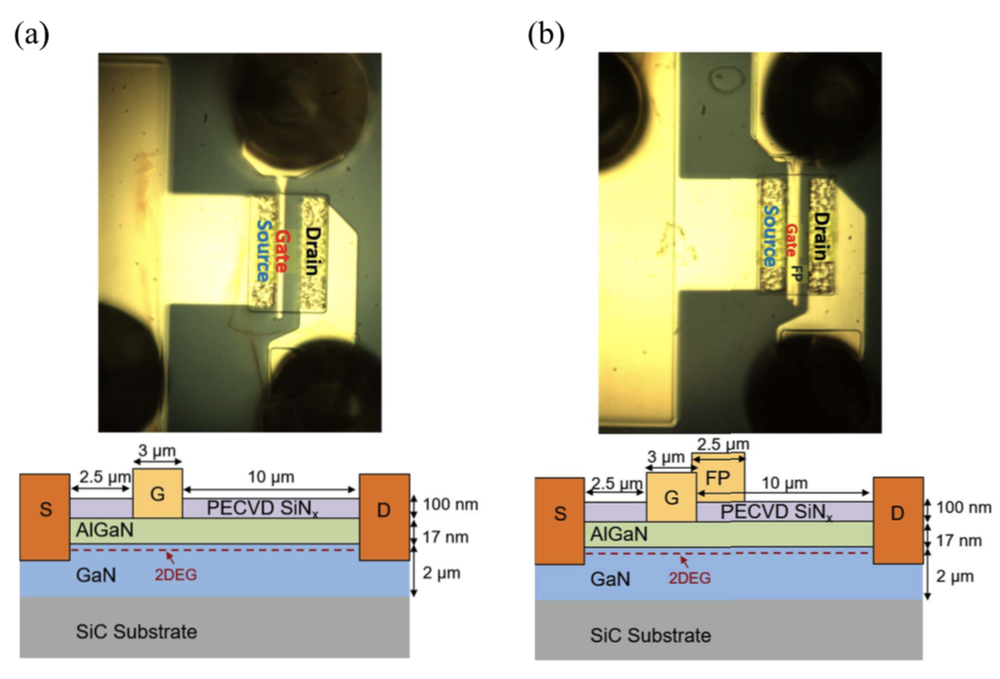 (a)
(b)
Source
Gate
Drain
Source
Gate
FP
Drain
3 μm
2.5 μm
10 μm
S
G
D
PECVD SiNx
100 nm
AlGaN
17 nm
2DEG
2 μm
GaN
SiC Substrate
2.5 μm
3 μm
FP
2.5 μm
10 μm
S
G
D
PECVD SiNx
100 nm
AlGaN
17 nm
2DEG
2 μm
GaN
SiC Substrate